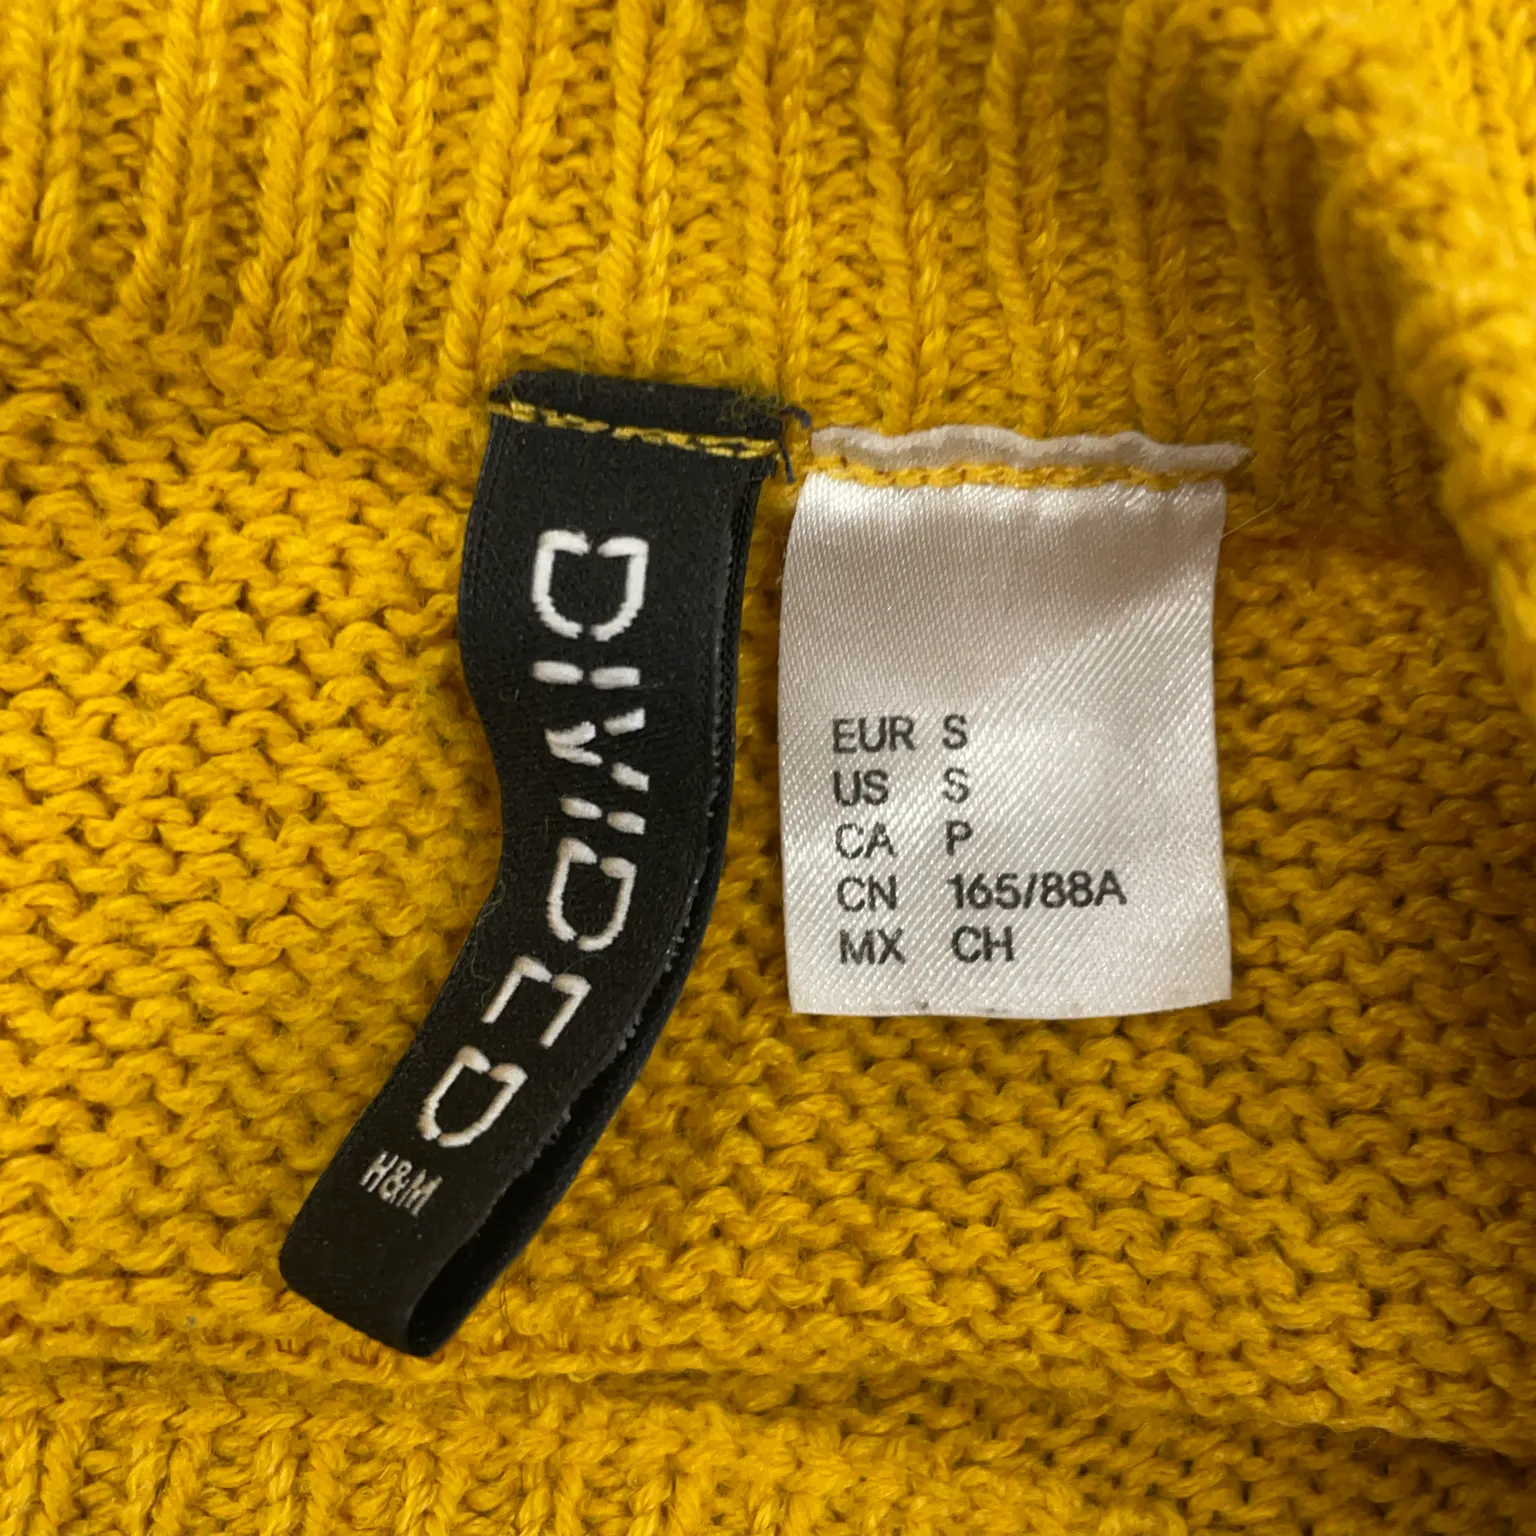 DIVIDED
H&M
EUR S
US S
CA P
CN 165/88A
MX CH